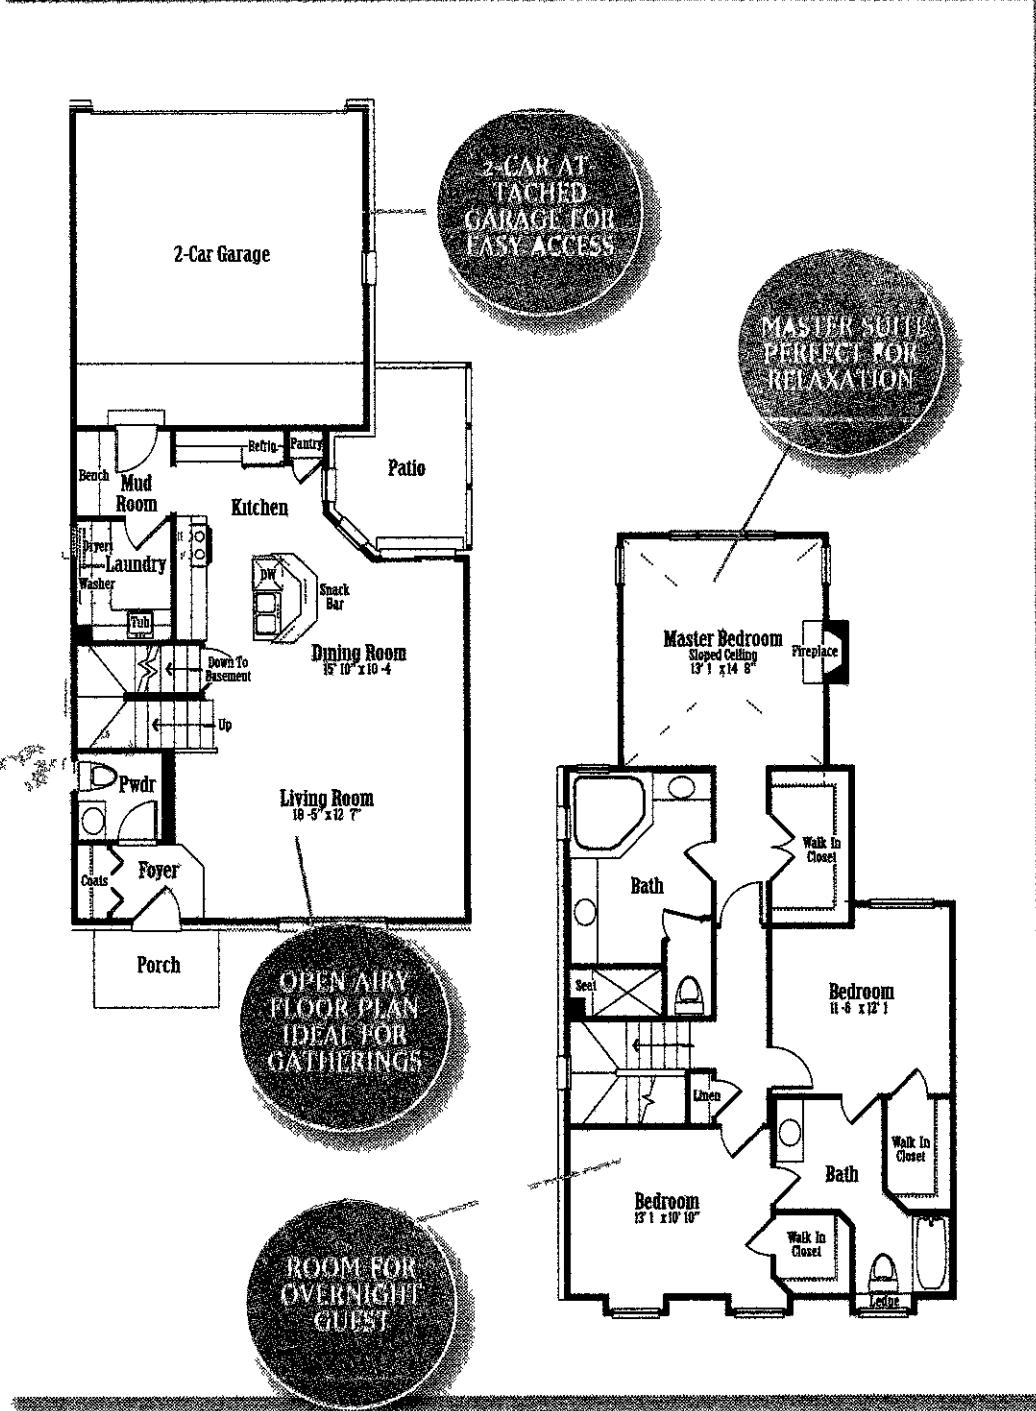 2-CAR AT-
TACHED
GARAGE FOR
EASY ACCESS
2-Car Garage
MASTER SUITE
PERFECT FOR
RELAXATION
Refrig.
Pantry
Patio
Bench
Mud
Room
Kitchen
Dryer
Laundry
Washer
DW
Snack
Bar
Tub
Dining Room
15' 10" x 10 -4
Down To
Basement
Up
Pwdr
Living Room
18 -5" x 12 7"
Coats
Foyer
Porch
OPEN AIRY
FLOOR PLAN
IDEAL FOR
GATHERINGS
Master Bedroom
Sloped Ceiling
13' 1 x 14 8"
Fireplace
Walk In
Closet
Bath
Seat
Bedroom
11 -6 x 12' 1
Linen
Walk In
Closet
Bath
Bedroom
13' 1 x 10' 10"
Walk In
Closet
Ledge
ROOM FOR
OVERNIGHT
GUEST